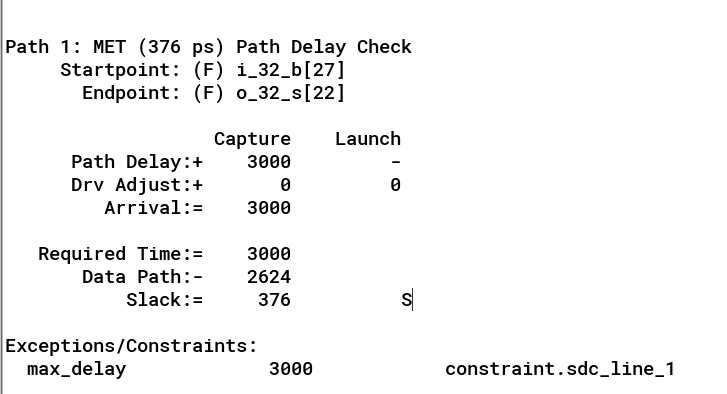 Path 1: MET (376 ps) Path Delay Check
     Startpoint: (F) i_32_b[27]
       Endpoint: (F) o_32_s[22]
                   Capture    Launch
      Path Delay:+    3000         -
      Drv Adjust:+       0         0
         Arrival:=    3000
   Required Time:=    3000
       Data Path:-    2624
           Slack:=     376          S
Exceptions/Constraints:
  max_delay             3000            constraint.sdc_line_1